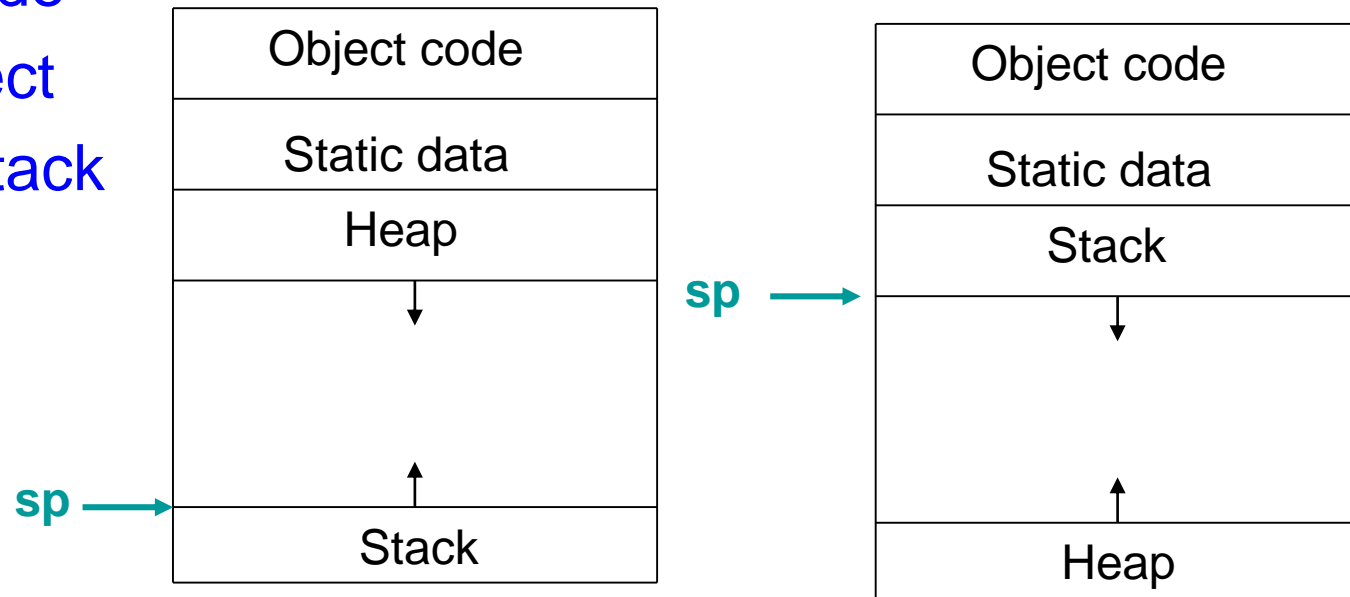 Object code
Static data
Heap
sp
Stack
Object code
Static data
Stack
sp
Heap